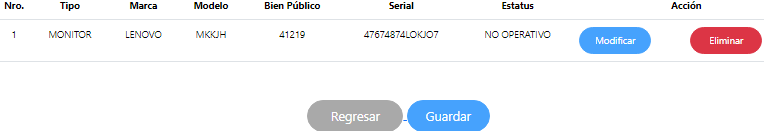 Nro. Tipo Marca Modelo Bien Público Serial Estatus Acción
1 MONITOR LENOVO MKKJH 41219 47674874LOKJO7 NO OPERATIVO Modificar Eliminar
Regresar Guardar